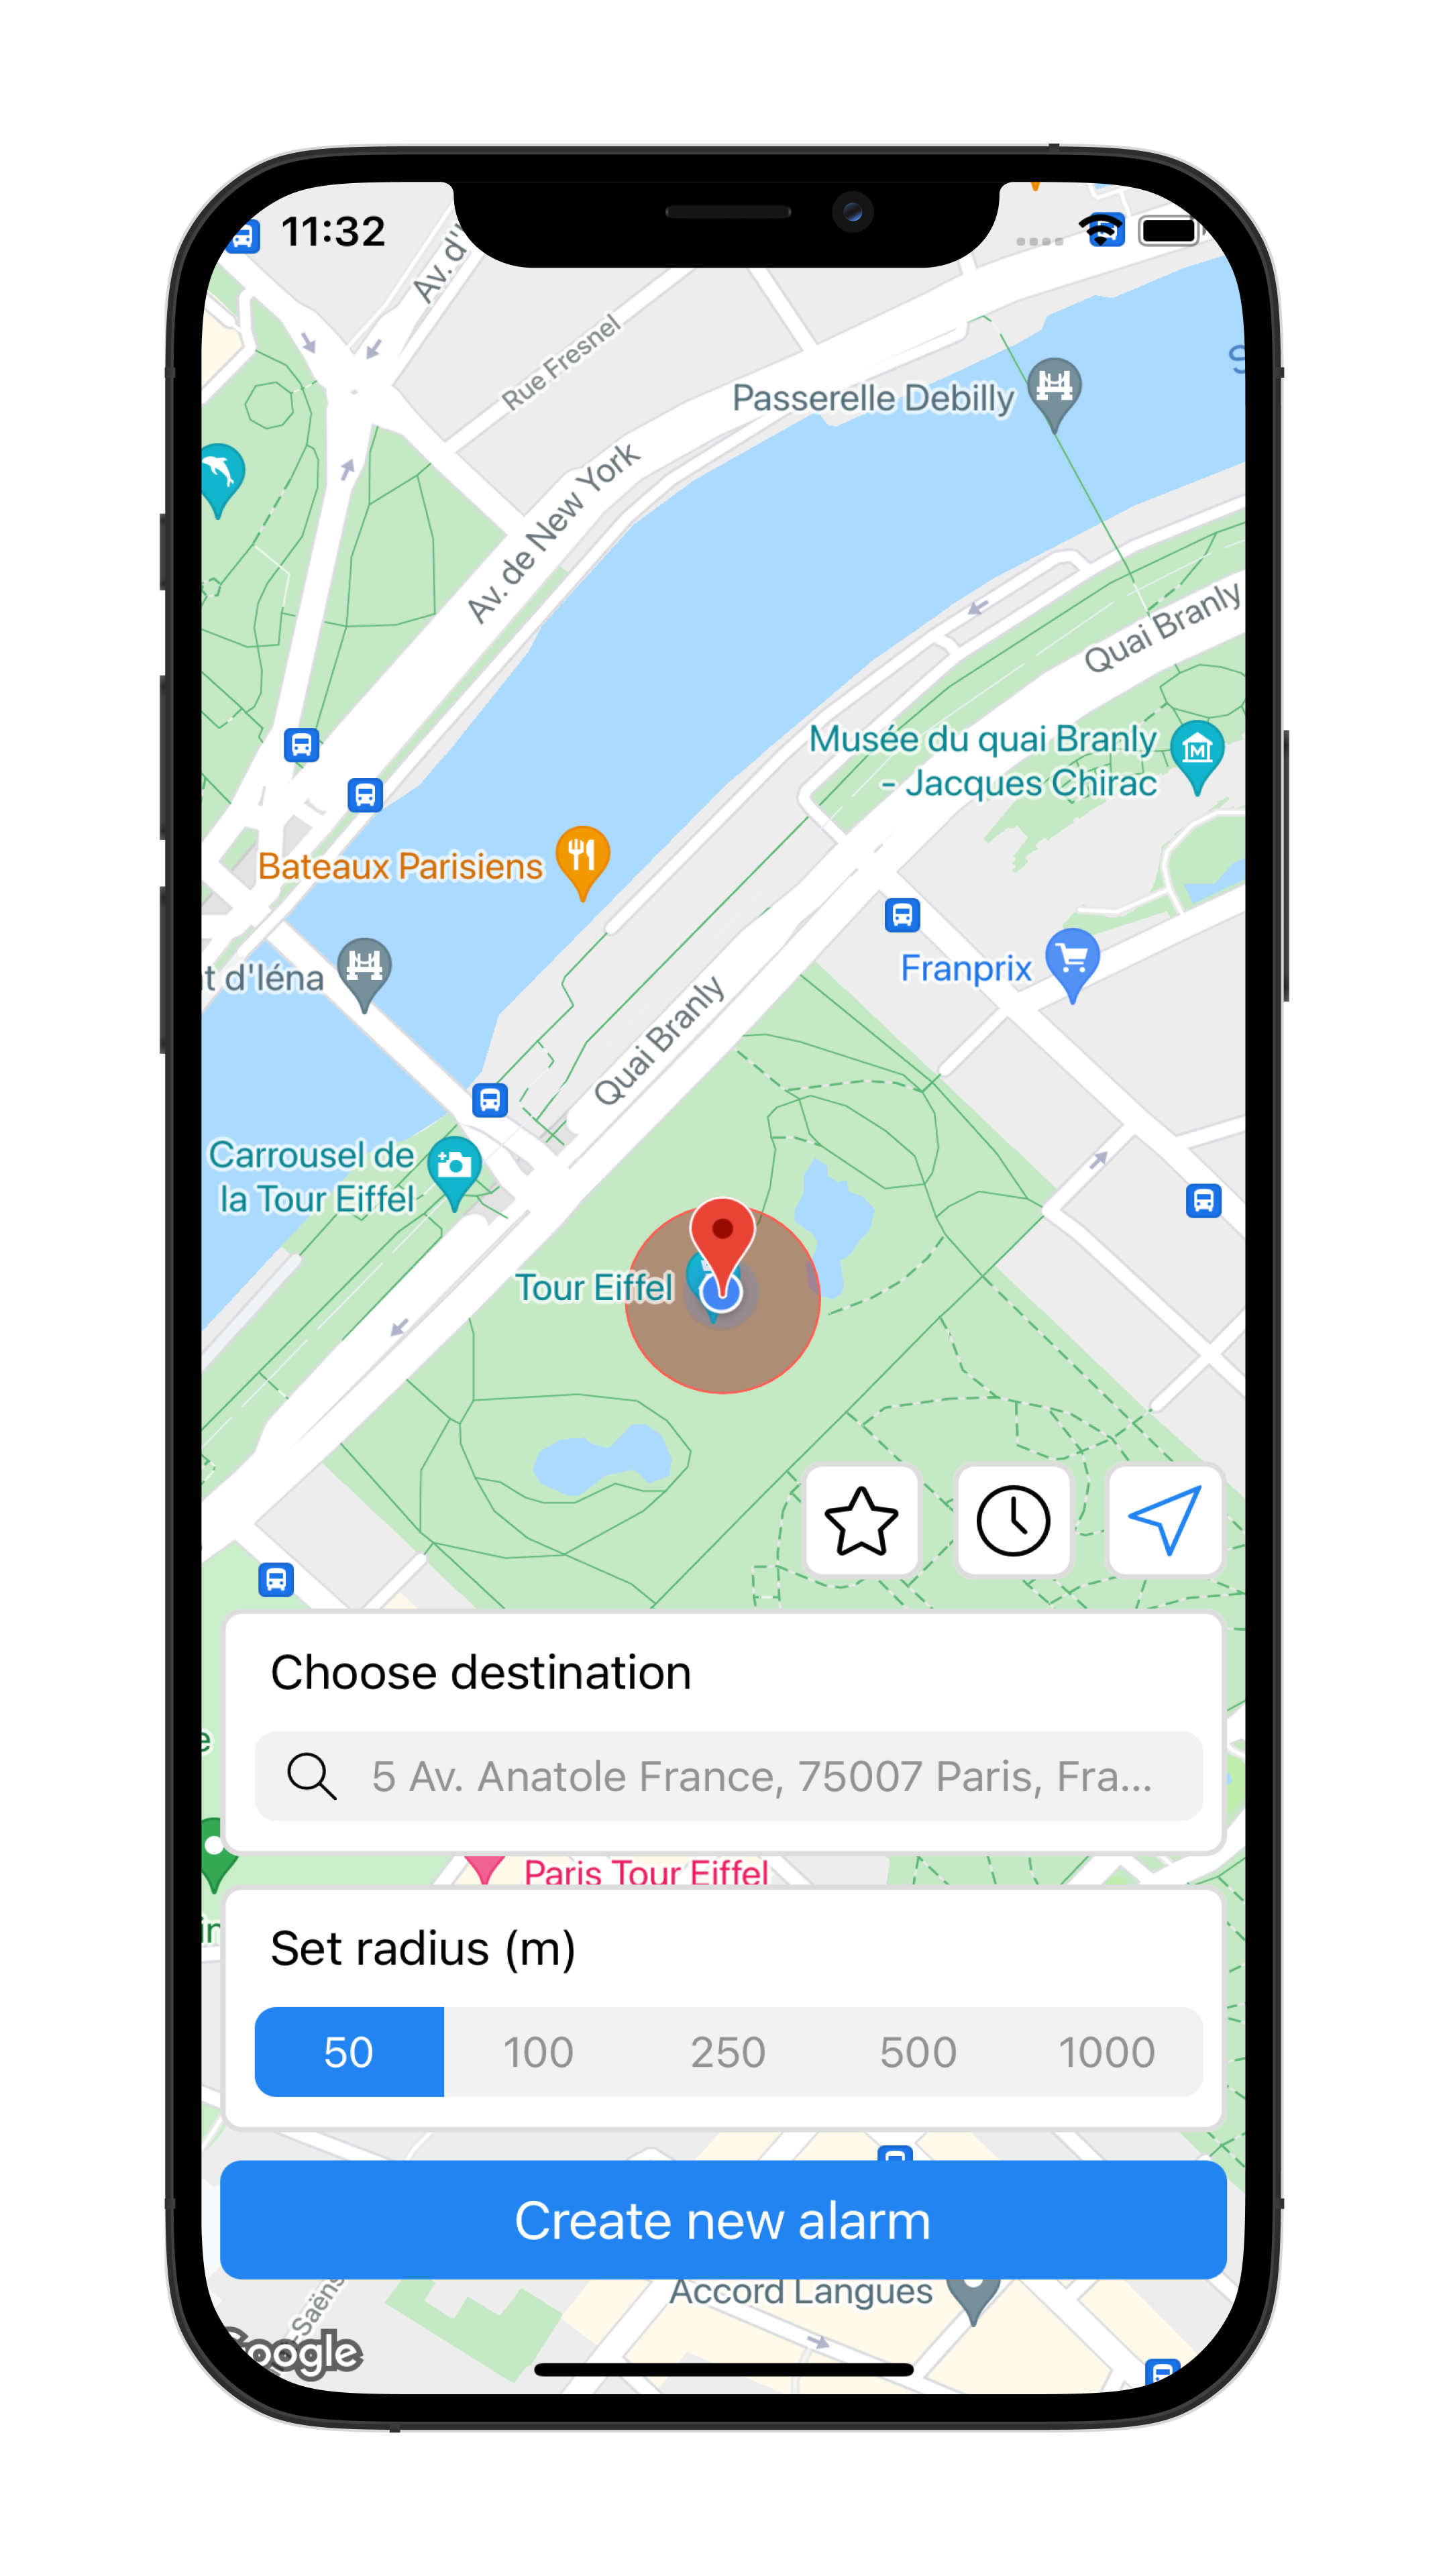 11:32
Av. d'I
Rue Fresnel
Passerelle Debilly
S
Av. de New York
Quai Branly
Musée du quai Branly
- Jacques Chirac
Bateaux Parisiens
Franprix
t d'Iéna
Quai Branly
Carrousel de
la Tour Eiffel
Tour Eiffel
Choose destination
e
5 Av. Anatole France, 75007 Paris, Fra...
Paris Tour Eiffel
in
Set radius (m)
50 100 250 500 1000
Create new alarm
Accord Langues
-Saëns
Google